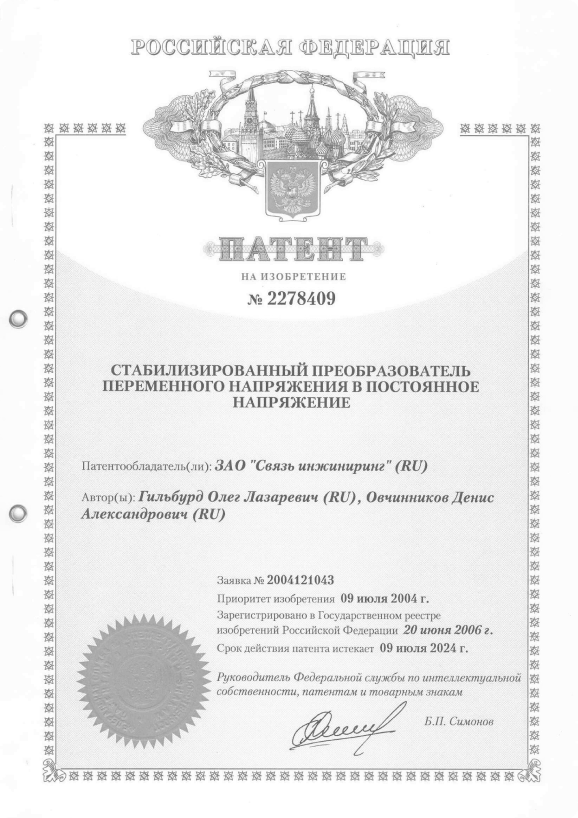 РОССИЙСКАЯ ФЕДЕРАЦИЯ
ПАТЕНТ
НА ИЗОБРЕТЕНИЕ
№ 2278409
СТАБИЛИЗИРОВАННЫЙ ПРЕОБРАЗОВАТЕЛЬ
ПЕРЕМЕННОГО НАПРЯЖЕНИЯ В ПОСТОЯННОЕ
НАПРЯЖЕНИЕ
Патентообладатель(ли): ЗАО "Связь инжиниринг" (RU)
Автор(ы): Гильбурд Олег Лазаревич (RU), Овчинников Денис
Александрович (RU)
Заявка № 2004121043
Приоритет изобретения 09 июля 2004 г.
Зарегистрировано в Государственном реестре
изобретений Российской Федерации 20 июня 2006 г.
Срок действия патента истекает 09 июля 2024 г.
Руководитель Федеральной службы по интеллектуальной
собственности, патентам и товарным знакам
Б.П. Симонов